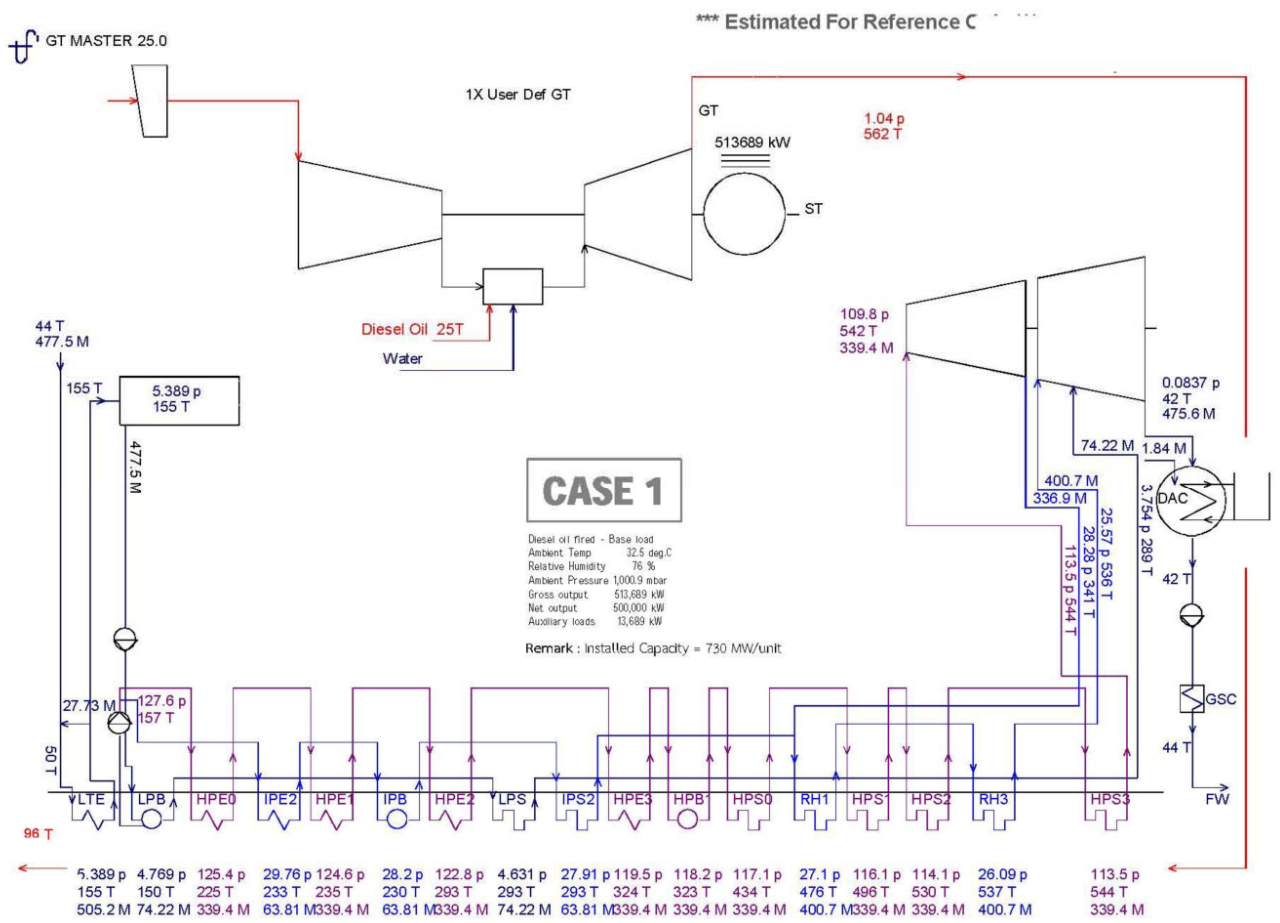 *** Estimated For Reference
GT MASTER 25.0
1X User Def GT
GT
1.04 p
562 T
513689 kW
ST
Diesel Oil 25T
Water
44 T
477.5 M
155 T
5.389 p
155 T
477.5 M
109.8 p
542 T
339.4 M
0.0837 p
42 T
475.6 M
74.22 M
1.84 M
400.7 M
336.9 M
DAC
3.754 p 289 T
25.57 p 536 T
28.28 p 341 T
113.5 p 544 T
42 T
GSC
44 T
FW
CASE 1
Diesel oil fired - Base load
Ambient Temp 32.5 deg.C
Relative Humidity 76 %
Ambient Pressure 1,000.9 mbar
Gross output 513,689 kW
Net output 500,000 kW
Auxiliary loads 13,689 kW
Remark : Installed Capacity = 730 MW/unit
27.73 M
127.6 p
157 T
50 T
LTE LPB HPE0 IPE2 HPE1 IPB HPE2 LPS IPS2 HPE3 HPB1 HPS0 RH1 HPS1 HPS2 RH3 HPS3
96 T
5.389 p 4.769 p 125.4 p 29.76 p 124.6 p 28.2 p 122.8 p 4.631 p 27.91 p 119.5 p 118.2 p 117.1 p 27.1 p 116.1 p 114.1 p 26.09 p 113.5 p
155 T 150 T 225 T 233 T 235 T 230 T 293 T 293 T 293 T 324 T 323 T 434 T 476 T 496 T 530 T 537 T 544 T
505.2 M 74.22 M 339.4 M 63.81 M 339.4 M 63.81 M 339.4 M 74.22 M 63.81 M 339.4 M 339.4 M 339.4 M 400.7 M 339.4 M 339.4 M 400.7 M 339.4 M